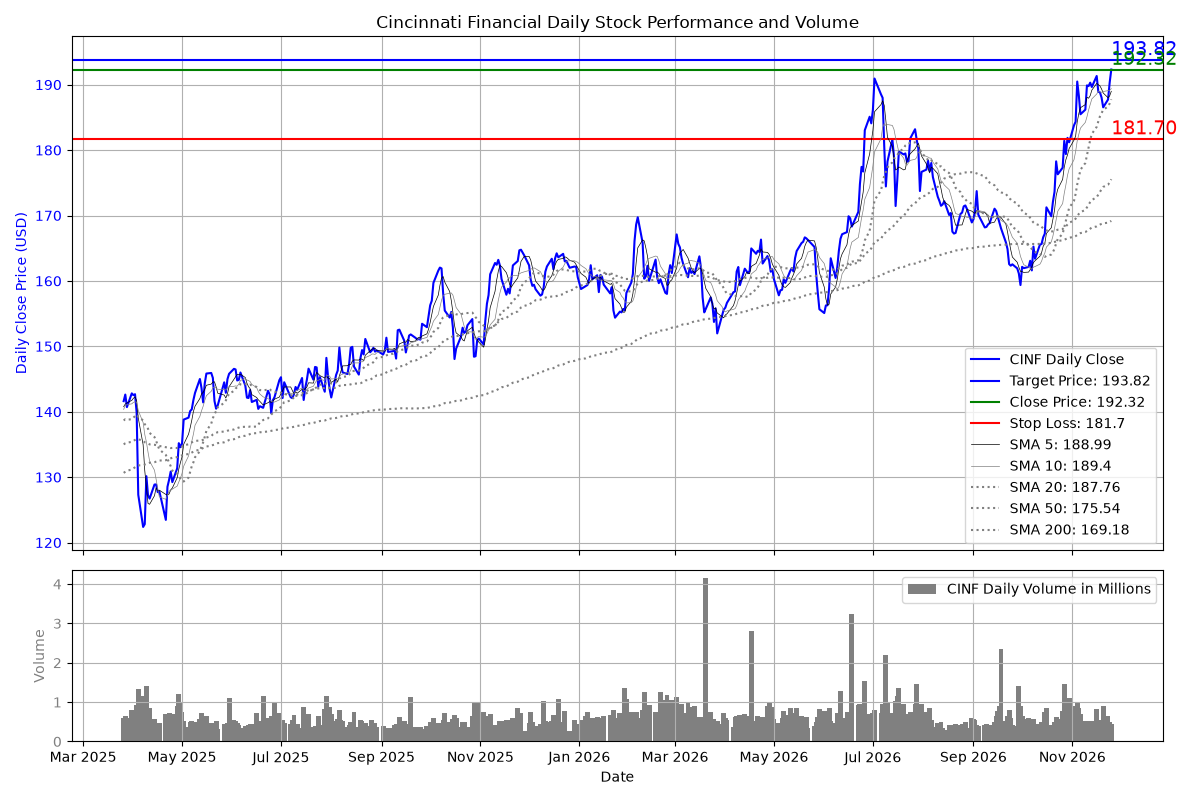 Cincinnati Financial Daily Stock Performance and Volume
193.82
192.32
181.70
190
180
170
160
150
140
130
120
Daily Close Price (USD)
CINF Daily Close
Target Price: 193.82
Close Price: 192.32
Stop Loss: 181.7
SMA 5: 188.99
SMA 10: 189.4
SMA 20: 187.76
SMA 50: 175.54
SMA 200: 169.18
CINF Daily Volume in Millions
4
3
2
1
0
Volume
Mar 2025 May 2025 Jul 2025 Sep 2025 Nov 2025 Jan 2026 Mar 2026 May 2026 Jul 2026 Sep 2026 Nov 2026
Date